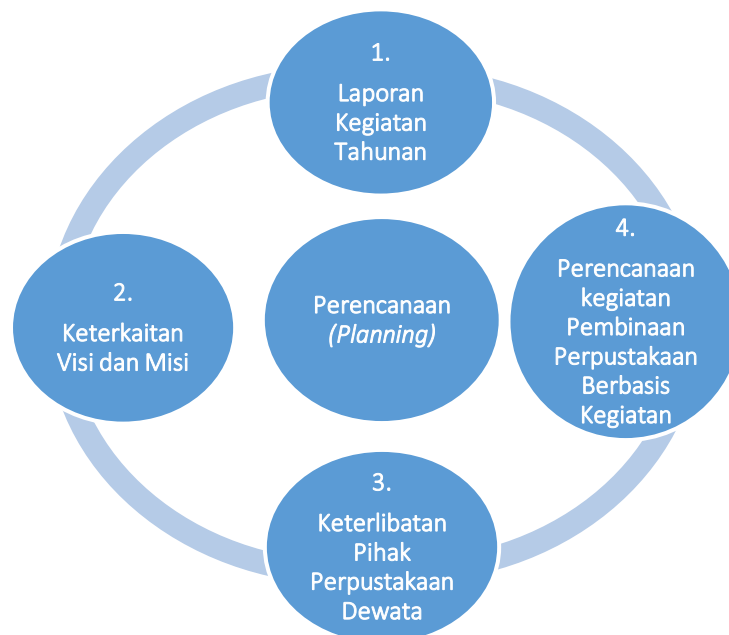 1.
Laporan
Kegiatan
Tahunan
2.
Keterkaitan
Visi dan Misi
Perencanaan
(Planning)
4.
Perencanaan
kegiatan
Pembinaan
Perpustakaan
Berbasis
Kegiatan
3.
Keterlibatan
Pihak
Perpustakaan
Dewata